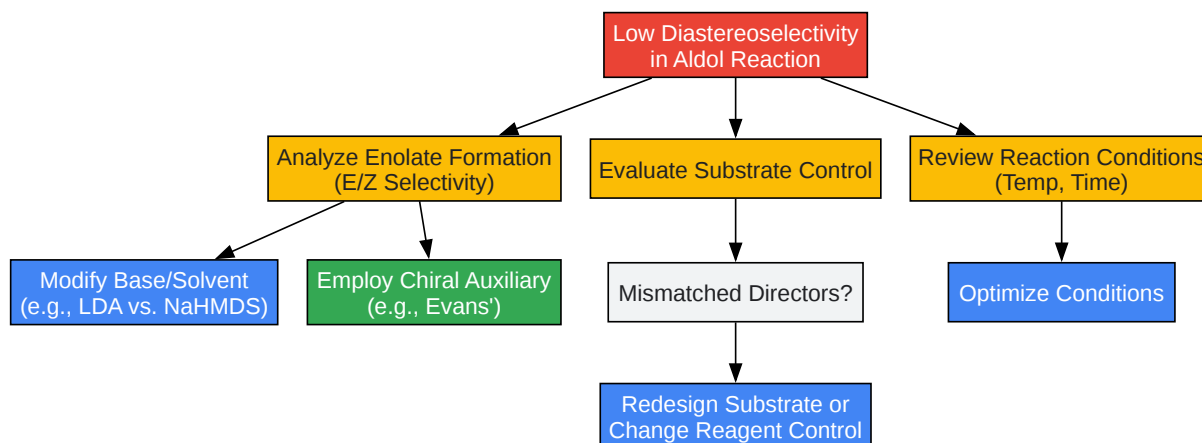 Low Diastereoselectivity
in Aldol Reaction
Analyze Enolate Formation
(E/Z Selectivity)
Evaluate Substrate Control
Review Reaction Conditions
(Temp, Time)
Modify Base/Solvent
(e.g., LDA vs. NaHMDS)
Employ Chiral Auxiliary
(e.g., Evans')
Mismatched Directors?
Optimize Conditions
Redesign Substrate or
Change Reagent Control